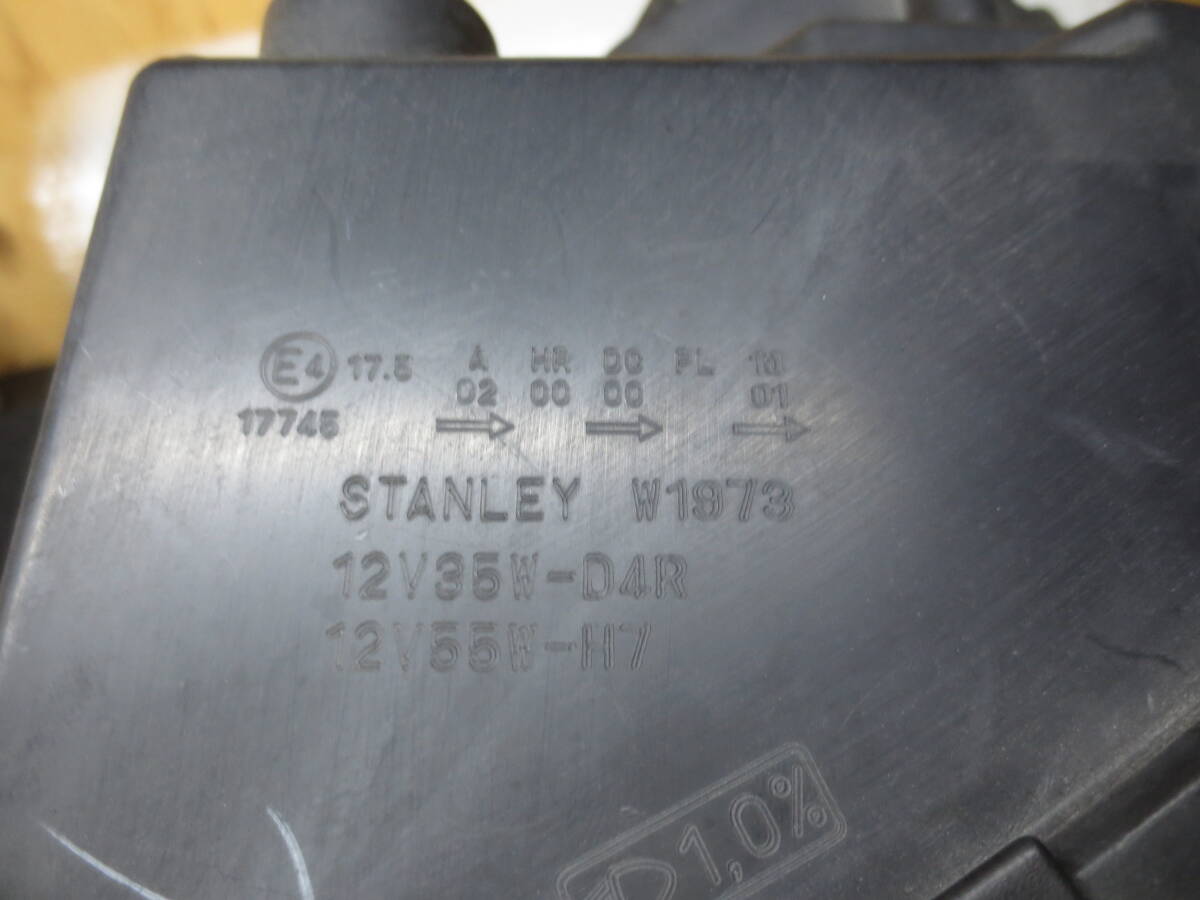 E4 17.5 A HR DC PL 1a
17745 02 00 00 01
STANLEY W1973
12V35W-D4R
12V55W-H7
1,0%